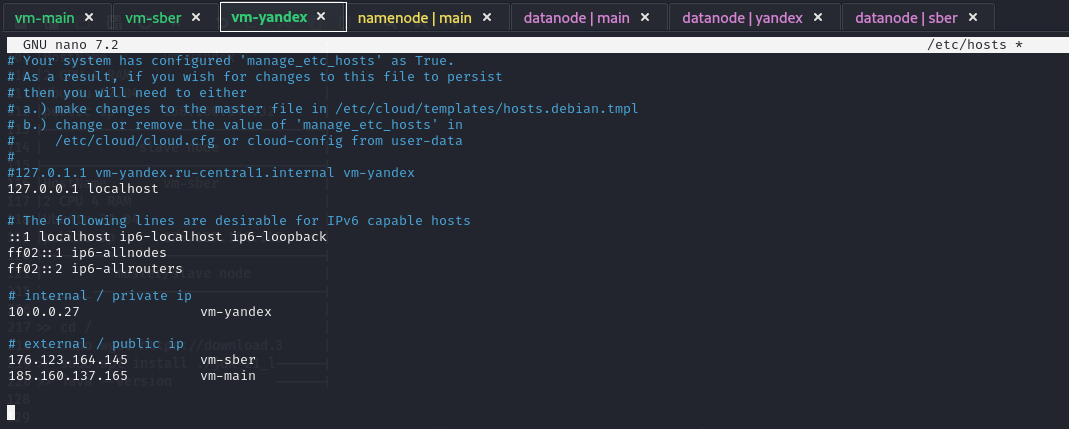 vm-main ✕ vm-sber ✕ vm-yandex ✕ namenode | main ✕ datanode | main ✕ datanode | yandex ✕ datanode | sber ✕
GNU nano 7.2 /etc/hosts *
# Your system has configured 'manage_etc_hosts' as True.
# As a result, if you wish for changes to this file to persist
# then you will need to either
# a.) make changes to the master file in /etc/cloud/templates/hosts.debian.tmpl
# b.) change or remove the value of 'manage_etc_hosts' in
#     /etc/cloud/cloud.cfg or cloud-config from user-data
#
#127.0.1.1 vm-yandex.ru-central1.internal vm-yandex
127.0.0.1 localhost
# The following lines are desirable for IPv6 capable hosts
::1 localhost ip6-localhost ip6-loopback
ff02::1 ip6-allnodes
ff02::2 ip6-allrouters
# internal / private ip
10.0.0.27 vm-yandex
# external / public ip
176.123.164.145 vm-sber
185.160.137.165 vm-main